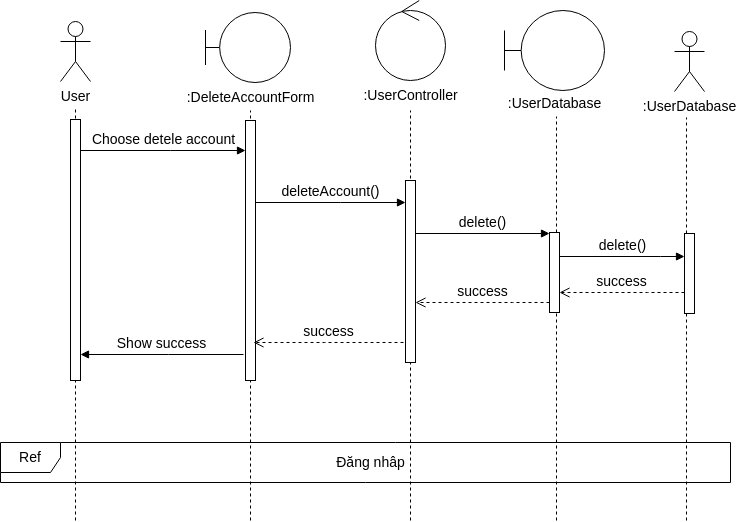 User
:DeleteAccountForm
:UserController
:UserDatabase
:UserDatabase
Choose detele account
deleteAccount()
delete()
delete()
success
success
success
Show success
Ref
Đăng nhâp